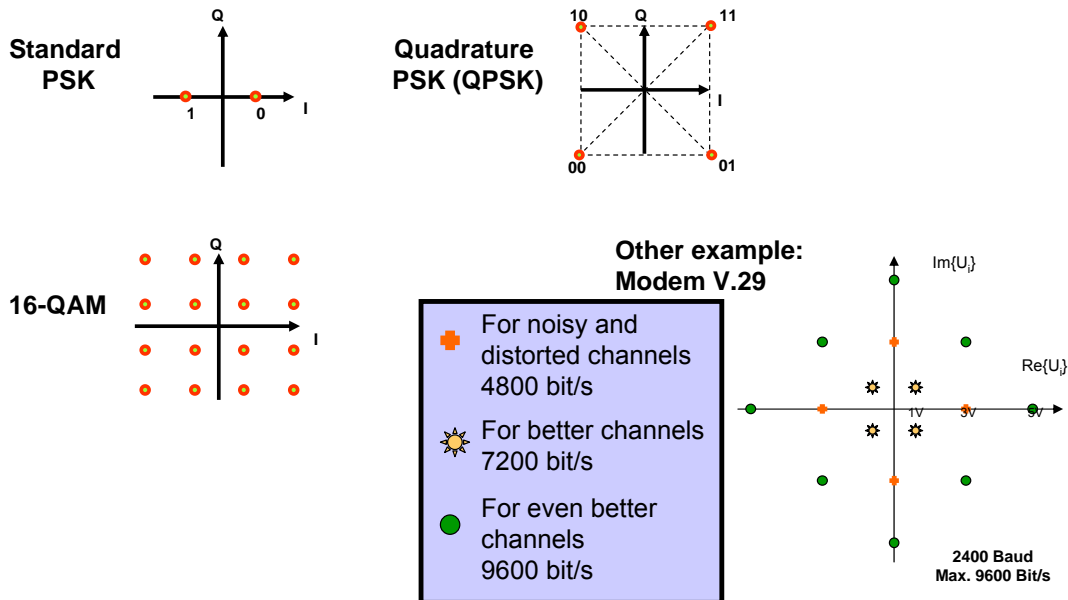 Standard
PSK
Q
I
1
0
Quadrature
PSK (QPSK)
10
Q
11
I
00
01
16-QAM
Q
I
Other example:
Modem V.29
For noisy and
distorted channels
4800 bit/s
For better channels
7200 bit/s
For even better
channels
9600 bit/s
Im{Ui}
Re{Ui}
1V 3V 5V
2400 Baud
Max. 9600 Bit/s